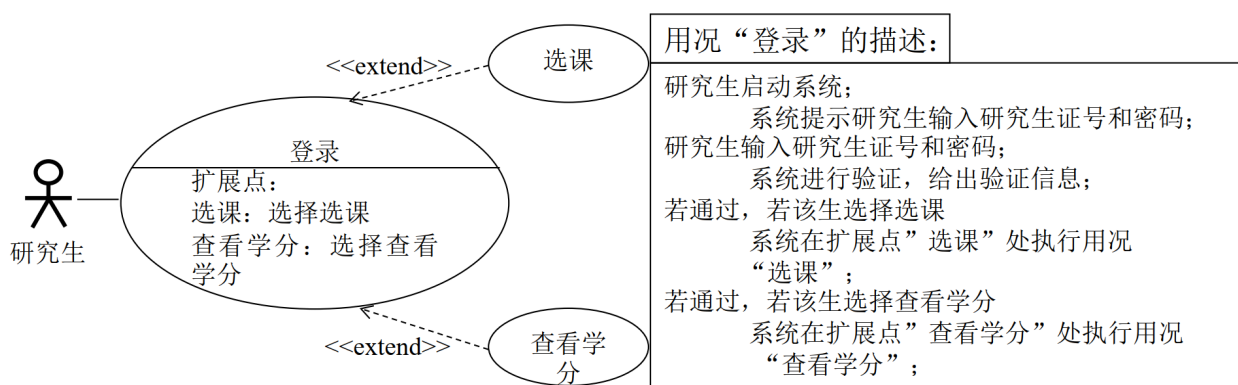 <<extend>>
选课
登录
扩展点：
选课：选择选课
查看学分：选择查看
学分
研究生
<<extend>>
查看学
分
用况“登录”的描述：
研究生启动系统；
系统提示研究生输入研究生证号和密码；
研究生输入研究生证号和密码；
系统进行验证，给出验证信息；
若通过，若该生选择选课
系统在扩展点”选课”处执行用况
“选课”；
若通过，若该生选择查看学分
系统在扩展点”查看学分”处执行用况
“查看学分”；